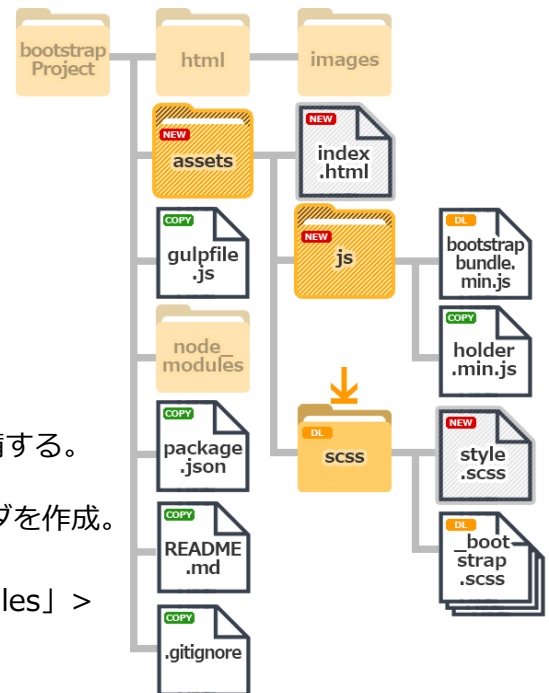 bootstrap
Project
html
images
NEW
assets
NEW
index
.html
COPY
gulpfile
.js
NEW
js
DL
bootstrap
bundle.
min.js
node_
modules
COPY
holder
.min.js
備する。
COPY
package
.json
DL
scss
NEW
style
.scss
ダを作成。
COPY
README
.md
DL
_boot-
strap
.scss
les」>
COPY
.gitignore